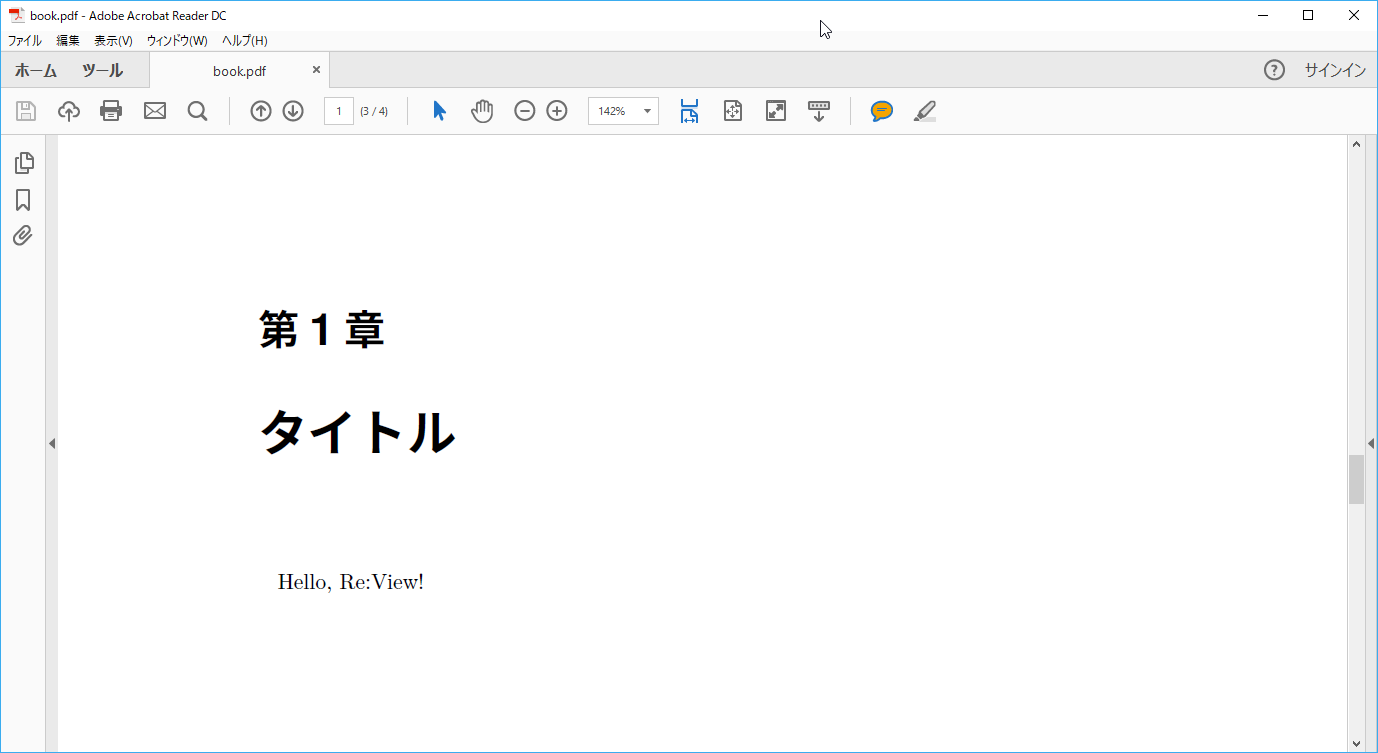 book.pdf - Adobe Acrobat Reader DC
ファイル 編集 表示(V) ウィンドウ(W) ヘルプ(H)
ホーム ツール book.pdf × ? サインイン
1 (3 / 4) 142%
第 1 章
タイトル
Hello, Re:View!